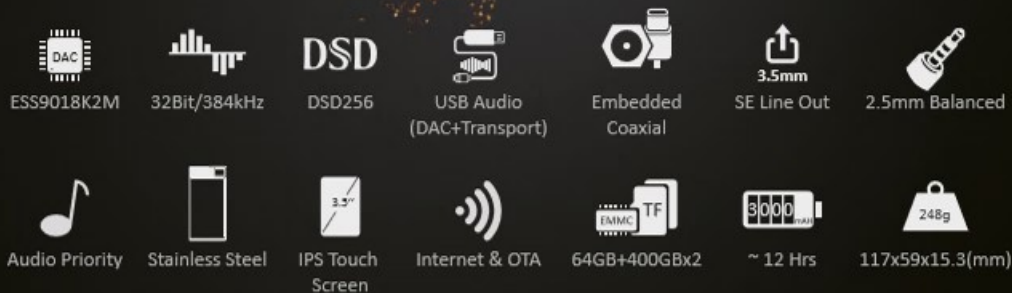 DAC
DSD
3.5mm
ESS9018K2M 32Bit/384kHz DSD256 USB Audio Embedded SE Line Out 2.5mm Balanced
(DAC+Transport) Coaxial
3.5"
EMMC TF
3000 mAH
248g
Audio Priority Stainless Steel IPS Touch Internet & OTA 64GB+400GBx2 ~ 12 Hrs 117x59x15.3(mm)
Screen